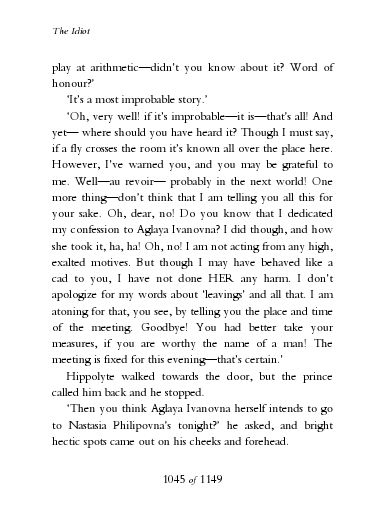 The Idiot
play at arithmetic—didn't you know about it? Word of
honour?'
'It's a most improbable story.'
'Oh, very well! if it's improbable—it is—that's all! And
yet— where should you have heard it? Though I must say,
if a fly crosses the room it's known all over the place here.
However, I've warned you, and you may be grateful to
me. Well—au revoir— probably in the next world! One
more thing—don't think that I am telling you all this for
your sake. Oh, dear, no! Do you know that I dedicated
my confession to Aglaya Ivanovna? I did though, and how
she took it, ha, ha! Oh, no! I am not acting from any high,
exalted motives. But though I may have behaved like a
cad to you, I have not done HER any harm. I don't
apologize for my words about 'leavings' and all that. I am
atoning for that, you see, by telling you the place and time
of the meeting. Goodbye! You had better take your
measures, if you are worthy the name of a man! The
meeting is fixed for this evening—that's certain.'
Hippolyte walked towards the door, but the prince
called him back and he stopped.
'Then you think Aglaya Ivanovna herself intends to go
to Nastasia Philipovna's tonight?' he asked, and bright
hectic spots came out on his cheeks and forehead.
1045 of 1149